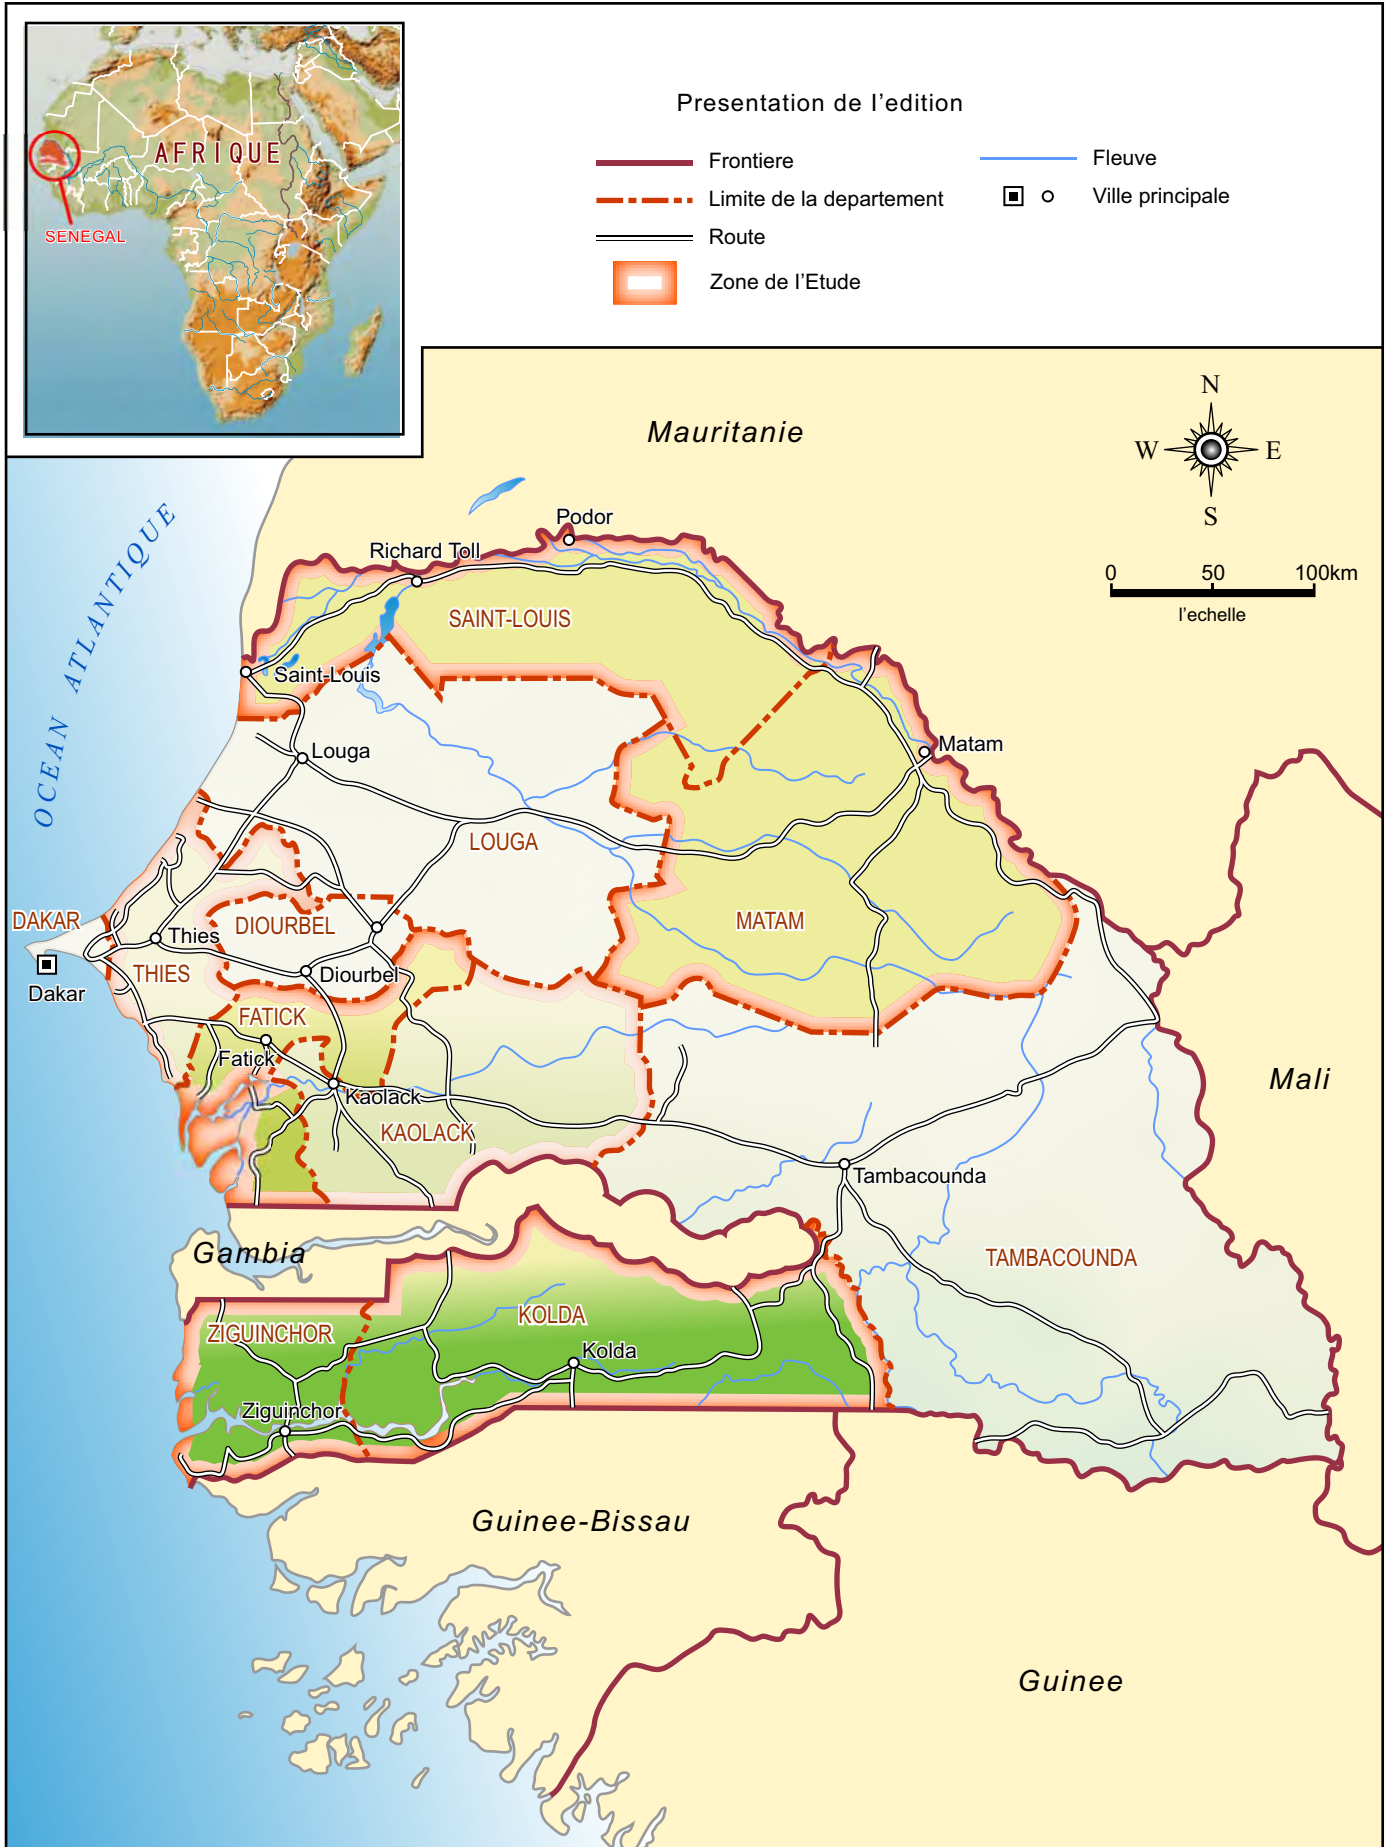 AFRIQUE
SENEGAL
Presentation de l'edition
Frontiere
Limite de la departement
Route
Zone de l'Etude
Fleuve
Ville principale
Mauritanie
N
W
E
S
0 50 100km
l'echelle
OCEAN ATLANTIQUE
Podor
Richard Toll
SAINT-LOUIS
Saint-Louis
Louga
Matam
LOUGA
DAKAR
DIOURBEL
MATAM
Thies
THIES
Diourbel
Dakar
FATICK
Fatick
Kaolack
KAOLACK
Mali
Tambacounda
Gambia
TAMBACOUNDA
ZIGUINCHOR
KOLDA
Kolda
Ziguinchor
Guinee-Bissau
Guinee